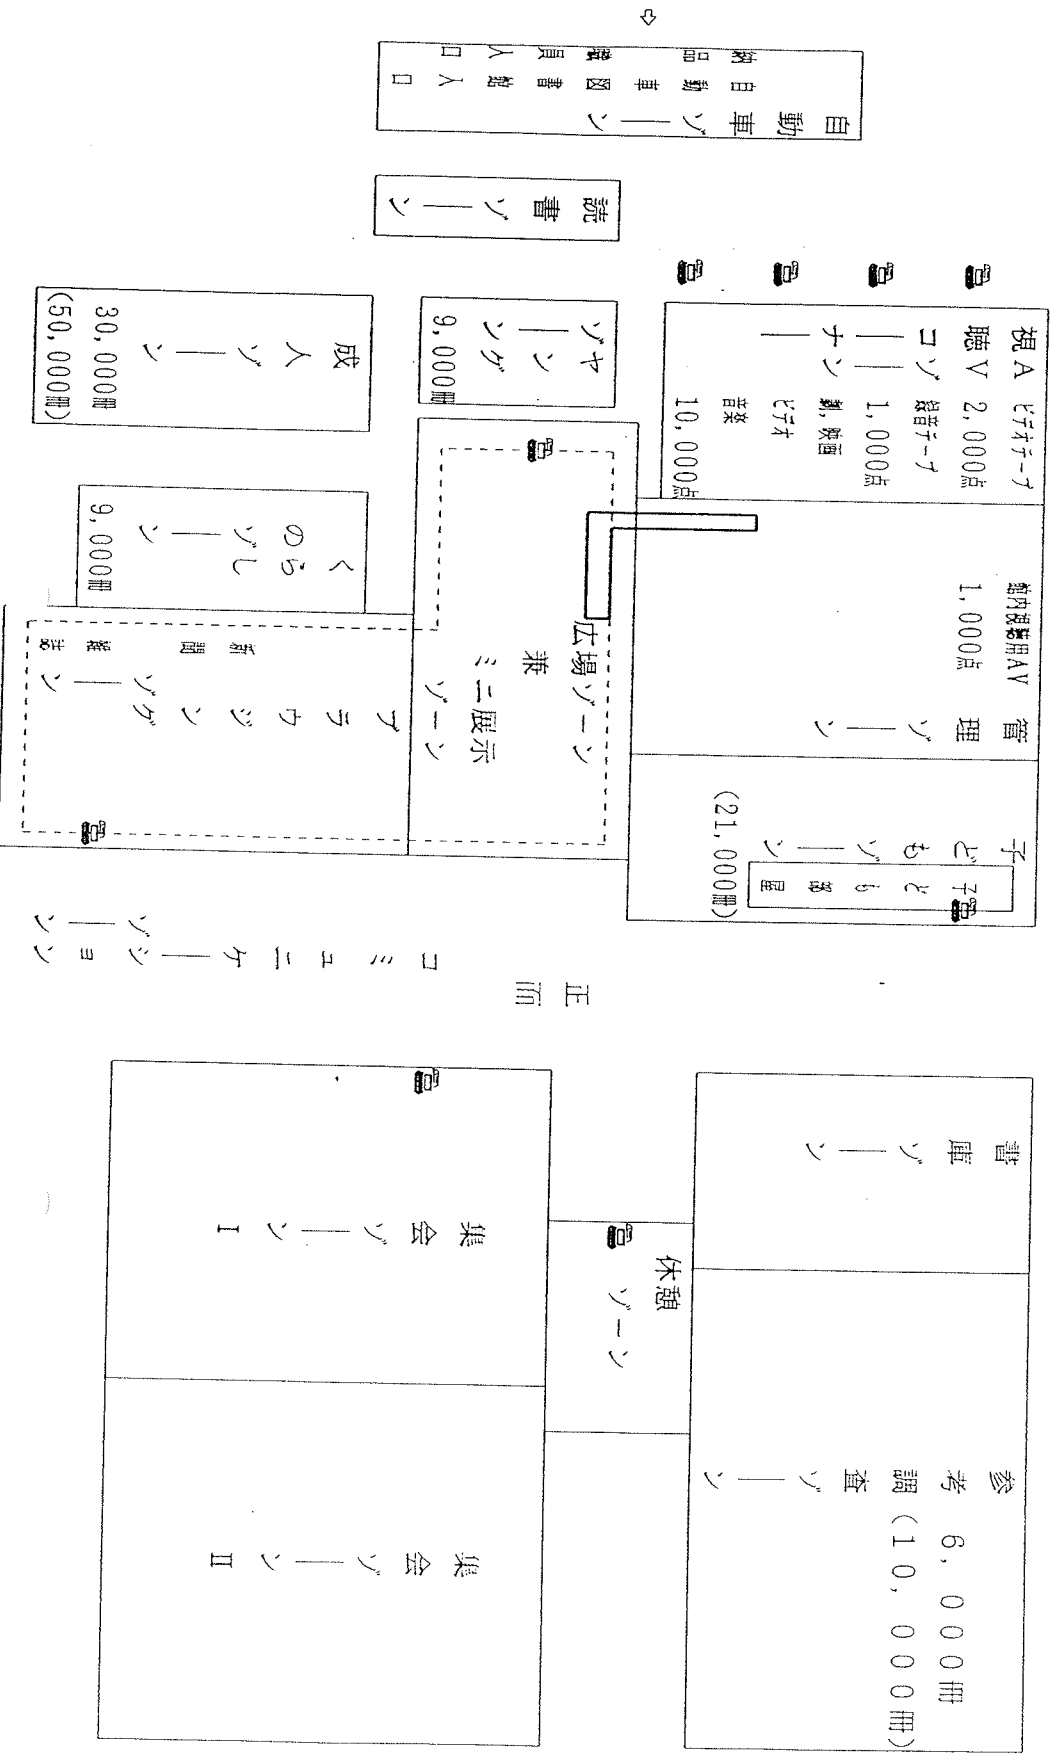 自動車ゾーン
自動車図書館入口
納品 職員入口
読書ゾーン
視聴コーナー
AVゾーン
ビデオテープ
2,000点
録音テープ
1,000点
ビデオ
音楽
10,000点
ヤング
ゾーン
9,000冊
成人ゾーン
30,000冊
(50,000冊)
くらし
のゾーン
9,000冊
館内視聴用AV
1,000点
管理ゾーン
広場ゾーン
兼
ミニ展示
ゾーン
ブラウジング
ゾーン
新聞
雑誌
子どもゾーン
子ども部屋
(21,000冊)
コミュニケーション
ゾーン
正面
書庫ゾーン
休憩
ゾーン
集会ゾーンⅠ
参考調査ゾーン
6,000冊
(10,000冊)
集会ゾーンⅡ